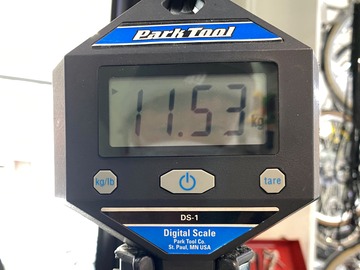 Park Tool
11.53 kg
kg/lb
tare
DS-1
Digital Scale
Park Tool Co.
St. Paul, MN USA